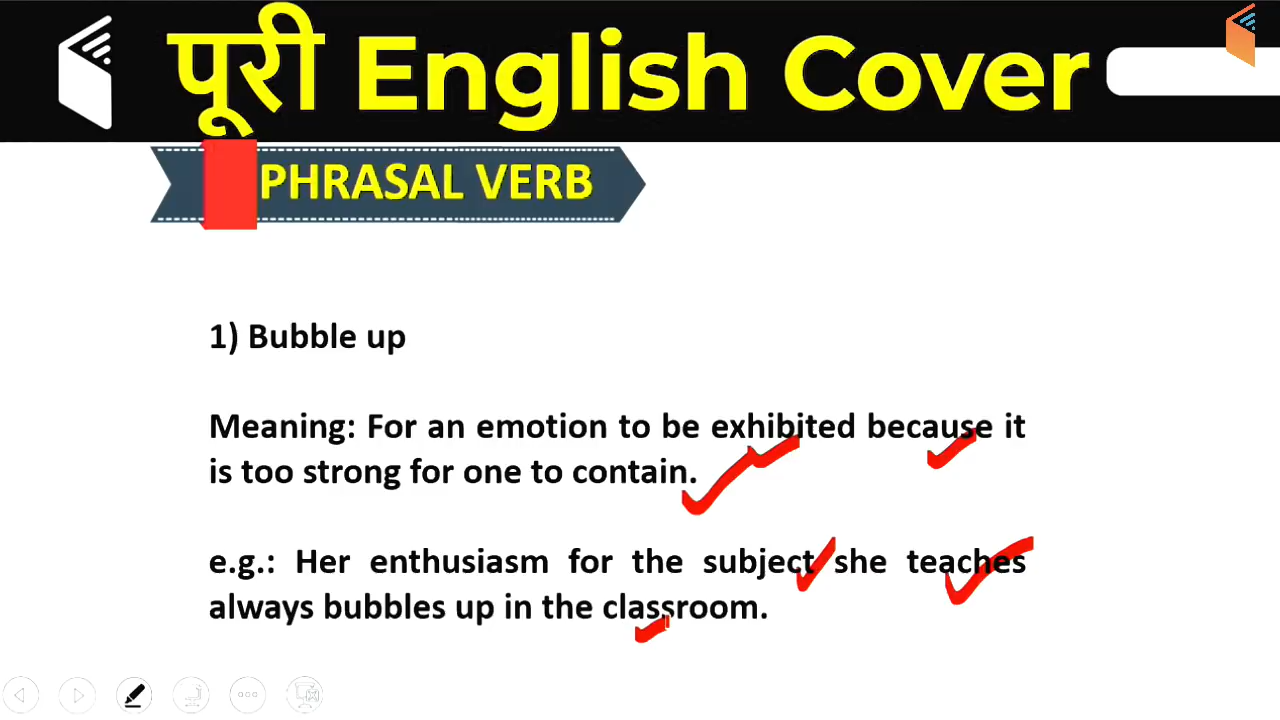 पूरी English Cover
PHRASAL VERB
1) Bubble up
Meaning: For an emotion to be exhibited because it
is too strong for one to contain.
e.g.: Her enthusiasm for the subject she teaches
always bubbles up in the classroom.